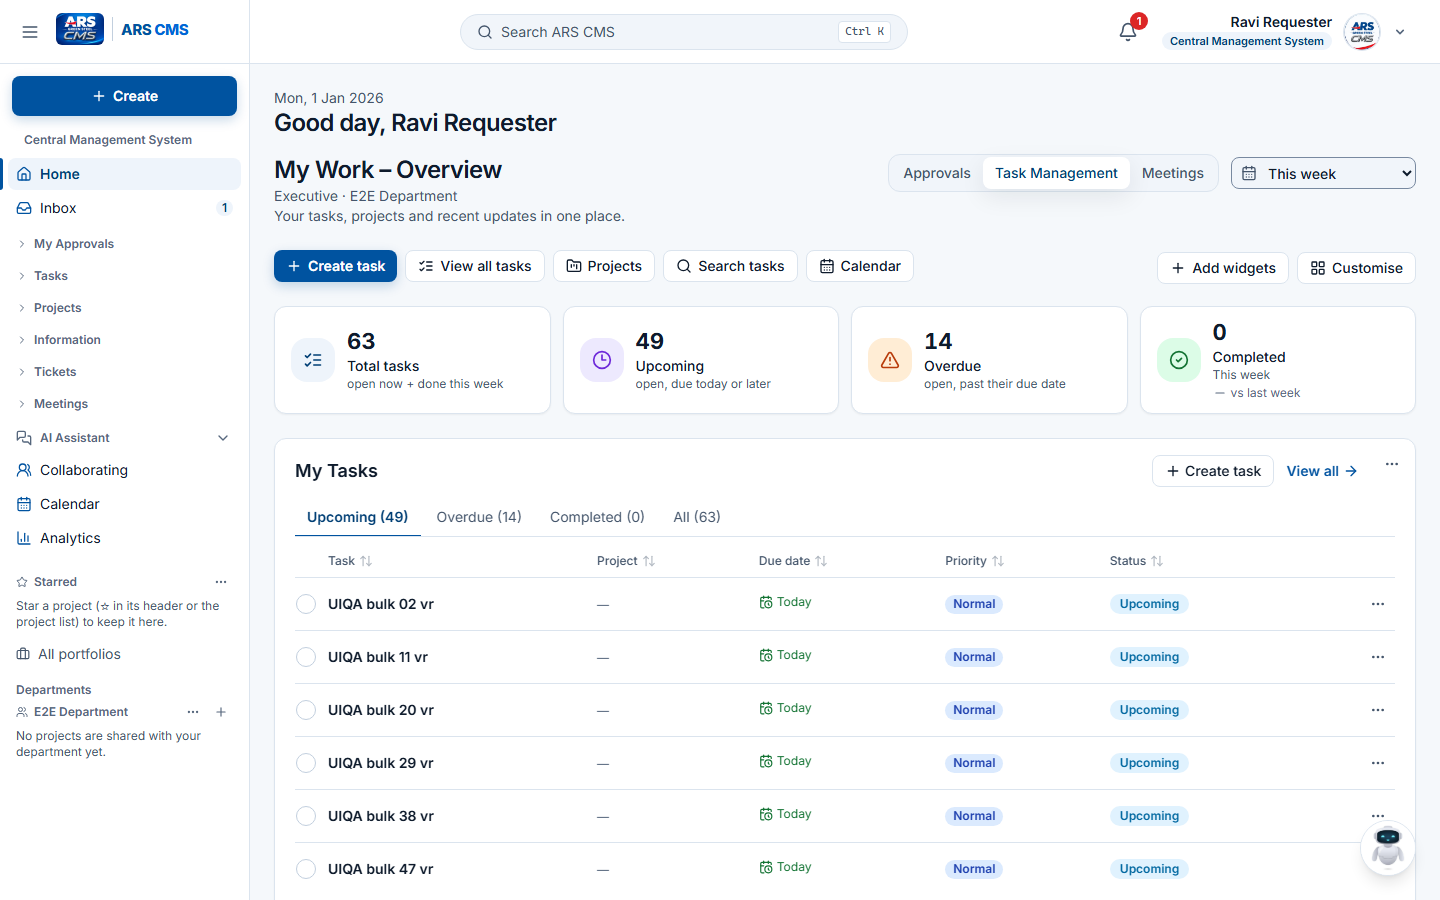 ARS
CMS
ARS CMS
Search ARS CMS
Ctrl K
1
Ravi Requester
Central Management System
ARS
CMS
Create
Central Management System
Home
Inbox
1
My Approvals
Tasks
Projects
Information
Tickets
Meetings
AI Assistant
Collaborating
Calendar
Analytics
Starred
Star a project (☆ in its header or the
project list) to keep it here.
All portfolios
Departments
E2E Department
No projects are shared with your
department yet.
Mon, 1 Jan 2026
Good day, Ravi Requester
My Work – Overview
Executive · E2E Department
Your tasks, projects and recent updates in one place.
Approvals
Task Management
Meetings
This week
Create task
View all tasks
Projects
Search tasks
Calendar
Add widgets
Customise
63
Total tasks
open now + done this week
49
Upcoming
open, due today or later
14
Overdue
open, past their due date
0
Completed
This week
— vs last week
My Tasks
Create task
View all →
Upcoming (49)
Overdue (14)
Completed (0)
All (63)
Task
Project
Due date
Priority
Status
UIQA bulk 02 vr — Today Normal Upcoming
UIQA bulk 11 vr — Today Normal Upcoming
UIQA bulk 20 vr — Today Normal Upcoming
UIQA bulk 29 vr — Today Normal Upcoming
UIQA bulk 38 vr — Today Normal Upcoming
UIQA bulk 47 vr — Today Normal Upcoming